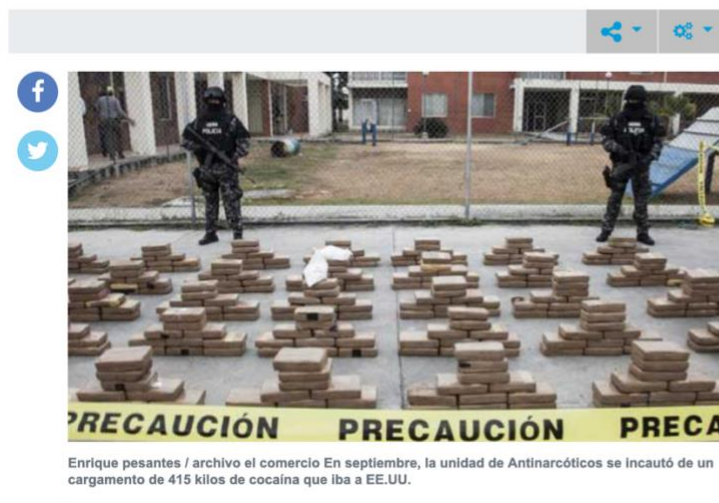 POLICIA
PRECAUCIÓN PRECAUCIÓN PRECA
Enrique pesantes / archivo el comercio En septiembre, la unidad de Antinarcóticos se incautó de un
cargamento de 415 kilos de cocaína que iba a EE.UU.